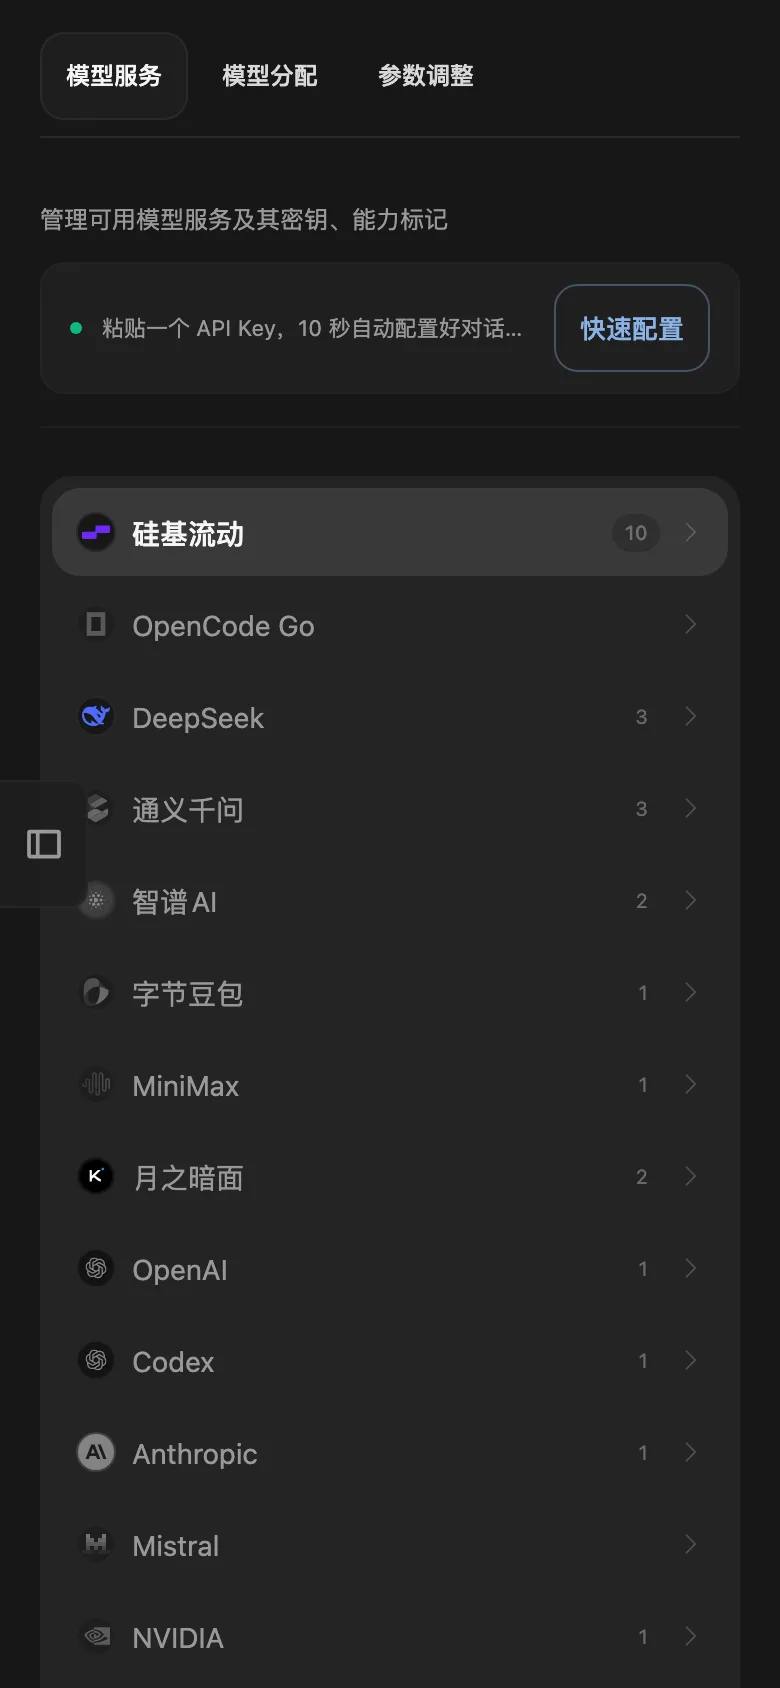 模型服务 模型分配 参数调整
管理可用模型服务及其密钥、能力标记
粘贴一个 API Key，10 秒自动配置好对话... 快速配置
硅基流动 10
OpenCode Go
DeepSeek 3
通义千问 3
智谱 AI 2
字节豆包 1
MiniMax 1
月之暗面 2
OpenAI 1
Codex 1
Anthropic 1
Mistral
NVIDIA 1